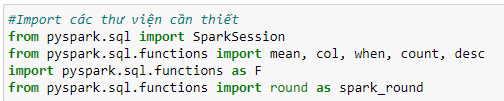 #Import các thư viện cần thiết
from pyspark.sql import SparkSession
from pyspark.sql.functions import mean, col, when, count, desc
import pyspark.sql.functions as F
from pyspark.sql.functions import round as spark_round